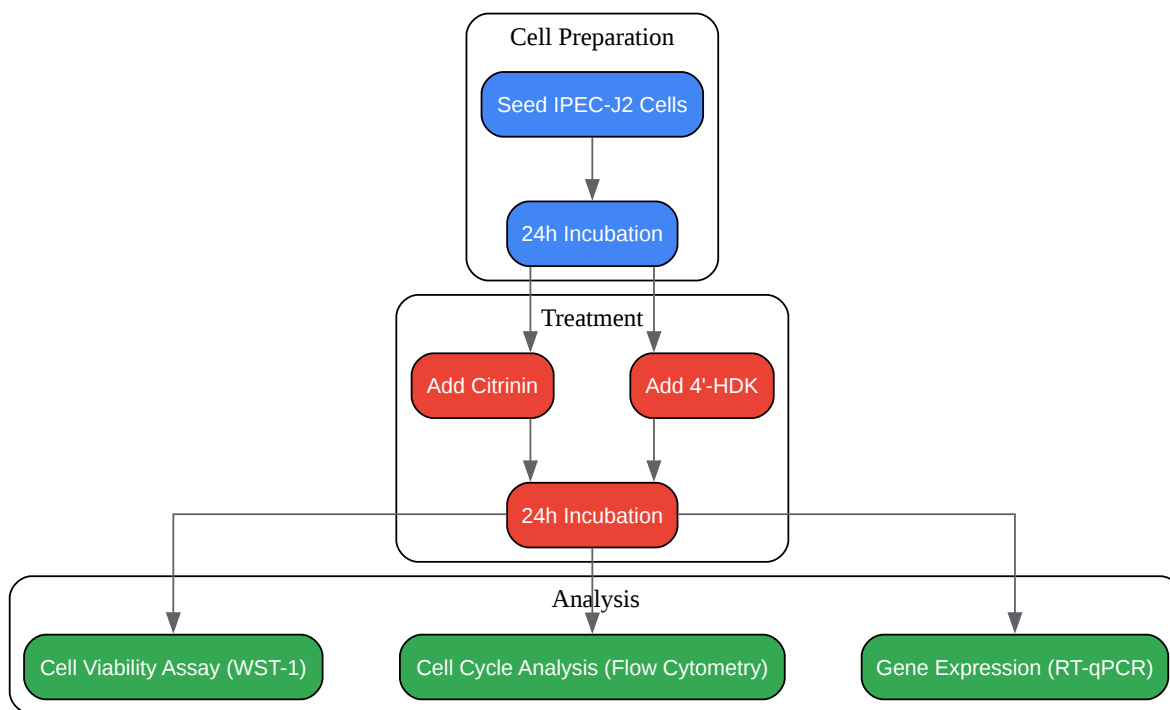 Cell Preparation
Seed IPEC-J2 Cells
24h Incubation
Treatment
Add Citrinin
Add 4'-HDK
24h Incubation
Analysis
Cell Viability Assay (WST-1)
Cell Cycle Analysis (Flow Cytometry)
Gene Expression (RT-qPCR)